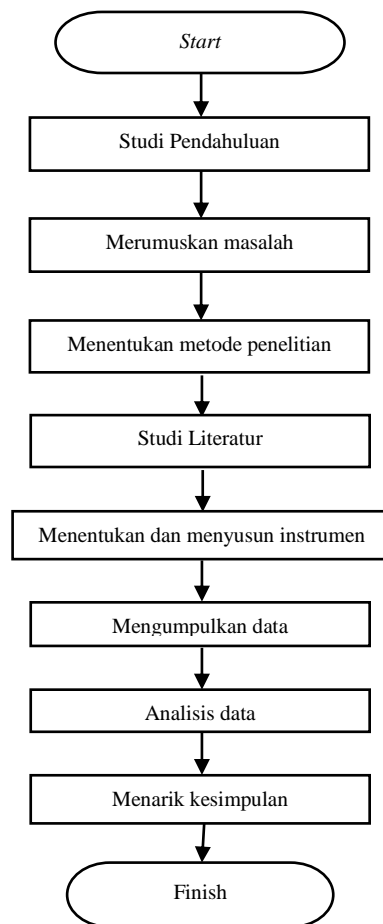 Start
Studi Pendahuluan
Merumuskan masalah
Menentukan metode penelitian
Studi Literatur
Menentukan dan menyusun instrumen
Mengumpulkan data
Analisis data
Menarik kesimpulan
Finish